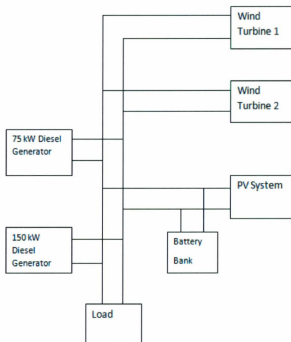 Wind
Turbine 1
Wind
Turbine 2
75 kW Diesel
Generator
PV System
150 kW
Diesel
Generator
Battery
Bank
Load